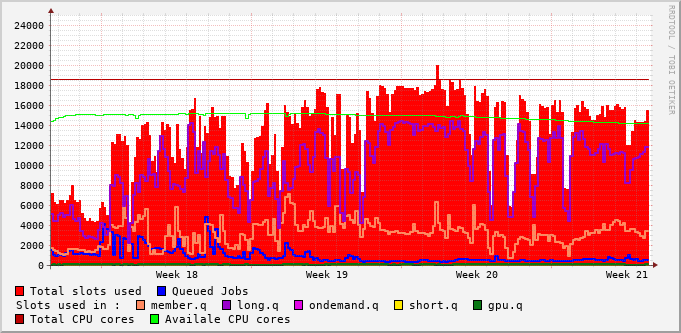 RRDTOOL / TOBI OETIKER
24000
22000
20000
18000
16000
14000
12000
10000
8000
6000
4000
2000
0
Week 18 Week 19 Week 20 Week 21
Total slots used Queued Jobs
Slots used in : member.q long.q ondemand.q short.q gpu.q
Total CPU cores Availale CPU cores